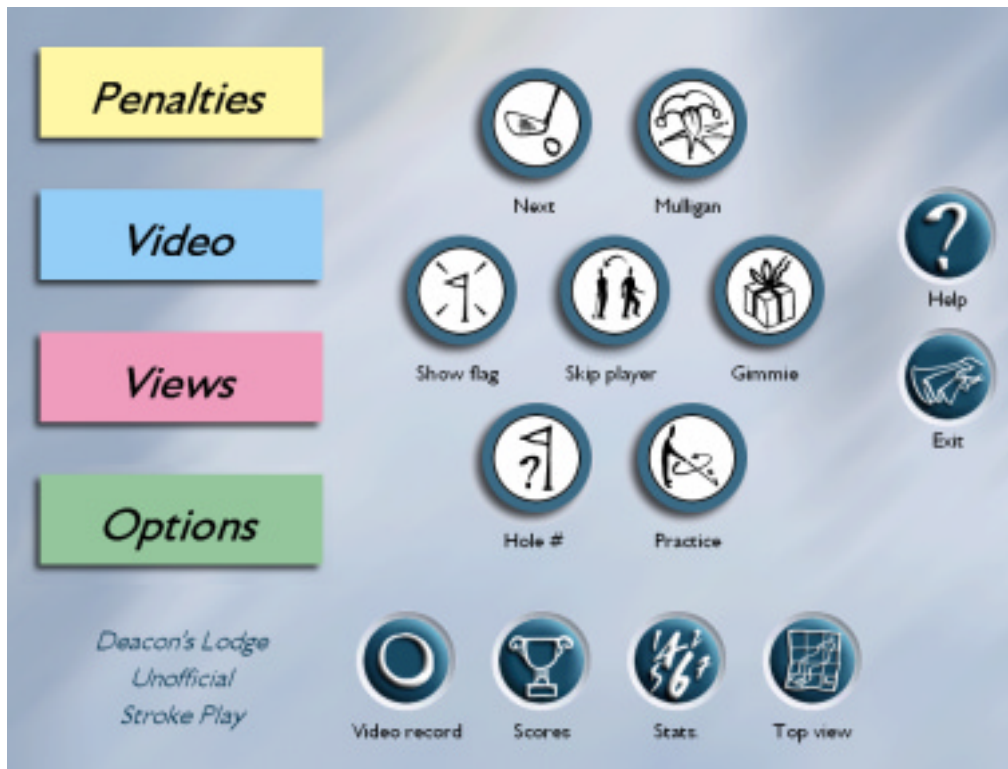 Penalties
Video
Views
Options
Deacon's Lodge
Unofficial
Stroke Play
Next
Mulligan
Show flag
Skip player
Gimmie
Hole #
Practice
Help
Exit
Video record
Scores
Stats
Top view